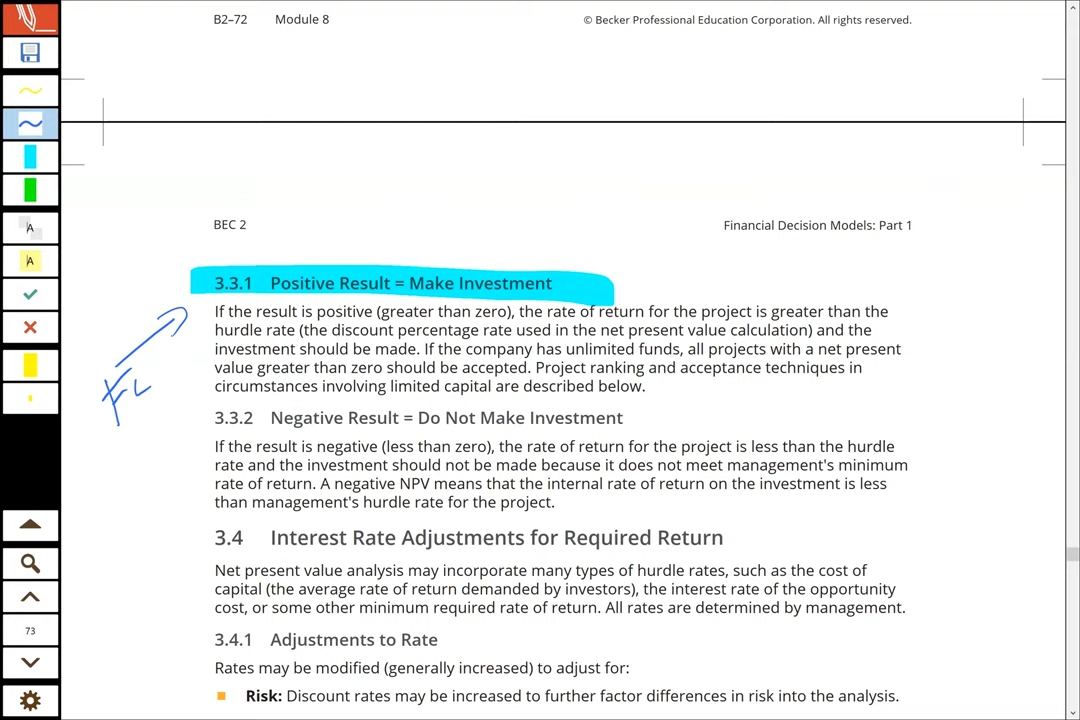 B2–72 Module 8 © Becker Professional Education Corporation. All rights reserved.
BEC 2 Financial Decision Models: Part 1
3.3.1 Positive Result = Make Investment
If the result is positive (greater than zero), the rate of return for the project is greater than the
hurdle rate (the discount percentage rate used in the net present value calculation) and the
investment should be made. If the company has unlimited funds, all projects with a net present
value greater than zero should be accepted. Project ranking and acceptance techniques in
circumstances involving limited capital are described below.
3.3.2 Negative Result = Do Not Make Investment
If the result is negative (less than zero), the rate of return for the project is less than the hurdle
rate and the investment should not be made because it does not meet management's minimum
rate of return. A negative NPV means that the internal rate of return on the investment is less
than management's hurdle rate for the project.
3.4 Interest Rate Adjustments for Required Return
Net present value analysis may incorporate many types of hurdle rates, such as the cost of
capital (the average rate of return demanded by investors), the interest rate of the opportunity
cost, or some other minimum required rate of return. All rates are determined by management.
3.4.1 Adjustments to Rate
Rates may be modified (generally increased) to adjust for:
Risk: Discount rates may be increased to further factor differences in risk into the analysis.
A
A
73